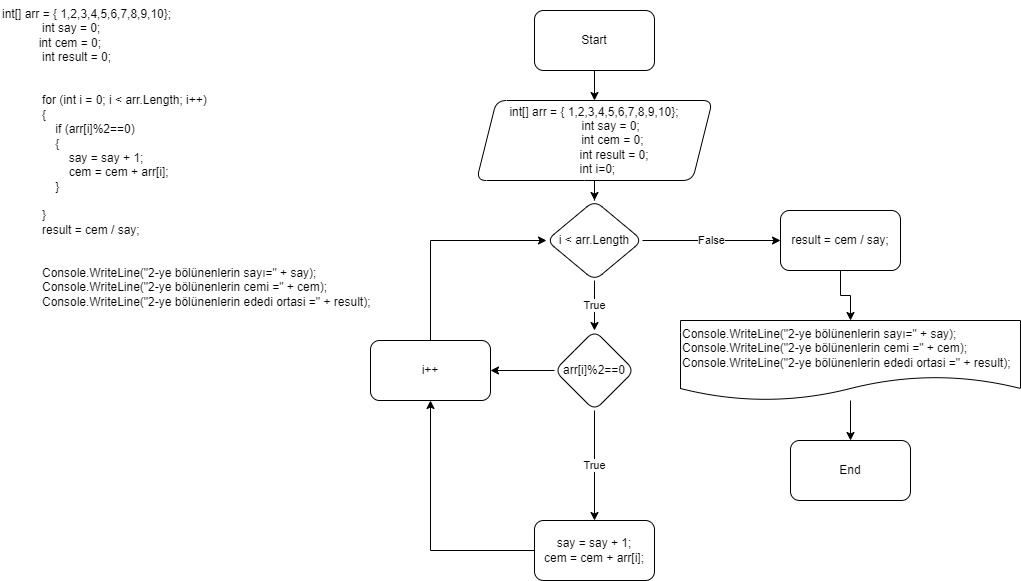 int[] arr = { 1,2,3,4,5,6,7,8,9,10};
int say = 0;
int cem = 0;
int result = 0;
for (int i = 0; i < arr.Length; i++)
{
if (arr[i]%2==0)
{
say = say + 1;
cem = cem + arr[i];
}
}
result = cem / say;
Console.WriteLine("2-ye bölünenlerin sayı=" + say);
Console.WriteLine("2-ye bölünenlerin cemi =" + cem);
Console.WriteLine("2-ye bölünenlerin ededi ortasi =" + result);
Start
int[] arr = { 1,2,3,4,5,6,7,8,9,10};
int say = 0;
int cem = 0;
int result = 0;
int i=0;
i < arr.Length
False
result = cem / say;
True
Console.WriteLine("2-ye bölünenlerin sayı=" + say);
Console.WriteLine("2-ye bölünenlerin cemi =" + cem);
Console.WriteLine("2-ye bölünenlerin ededi ortasi =" + result);
i++
arr[i]%2==0
True
End
say = say + 1;
cem = cem + arr[i];